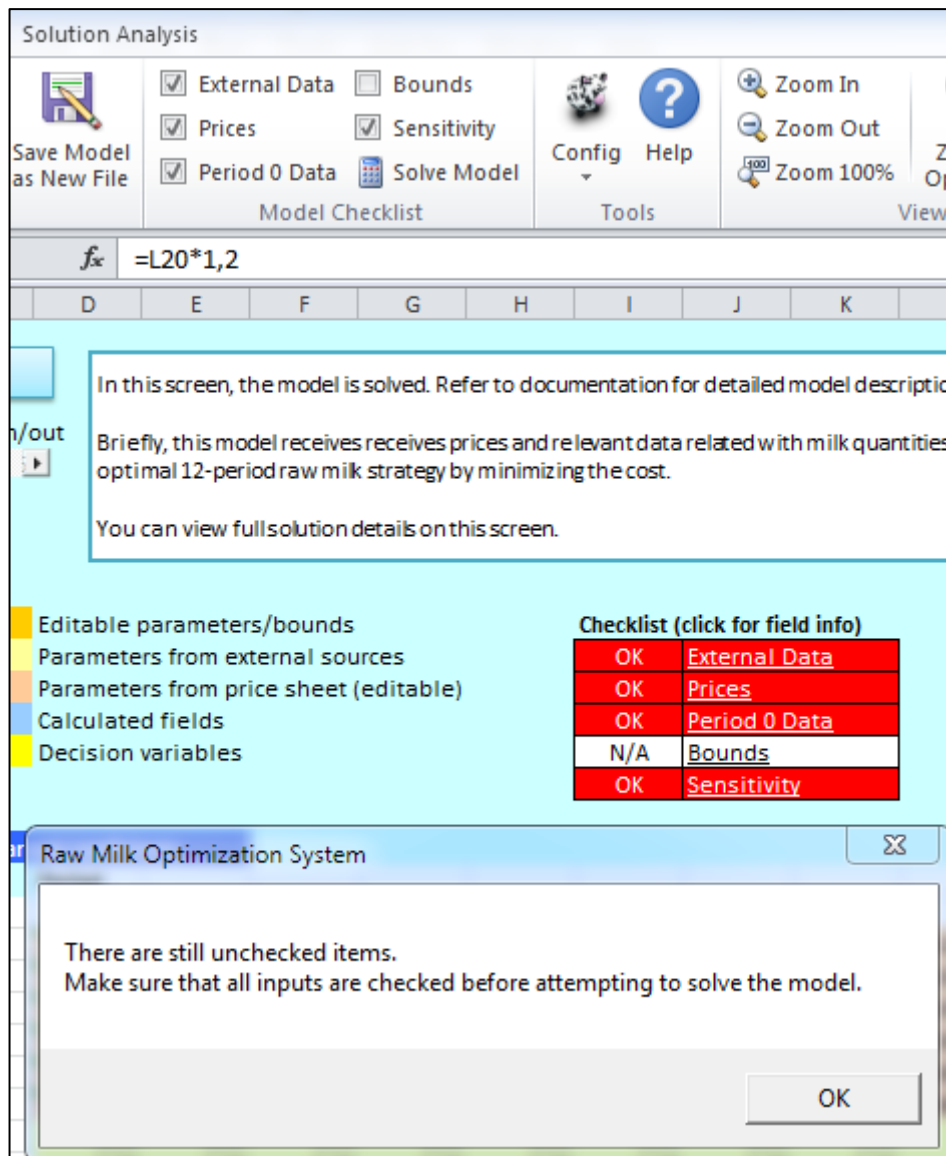 Solution Analysis
External Data
Bounds
Prices
Sensitivity
Period 0 Data
Solve Model
Save Model
as New File
Model Checklist
Config
Help
Tools
Zoom In
Zoom Out
100
Zoom 100%
Z
Op
View
fx =L20*1,2
D E F G H I J K
In this screen, the model is solved. Refer to documentation for detailed model descriptio
n/out
Briefly, this model receives receives prices and relevant data related with milk quantities
optimal 12-period raw milk strategy by minimizing the cost.
You can view full solution details on this screen.
Editable parameters/bounds
Parameters from external sources
Parameters from price sheet (editable)
Calculated fields
Decision variables
Checklist (click for field info)
OK External Data
OK Prices
OK Period 0 Data
N/A Bounds
OK Sensitivity
ar
Raw Milk Optimization System
There are still unchecked items.
Make sure that all inputs are checked before attempting to solve the model.
OK